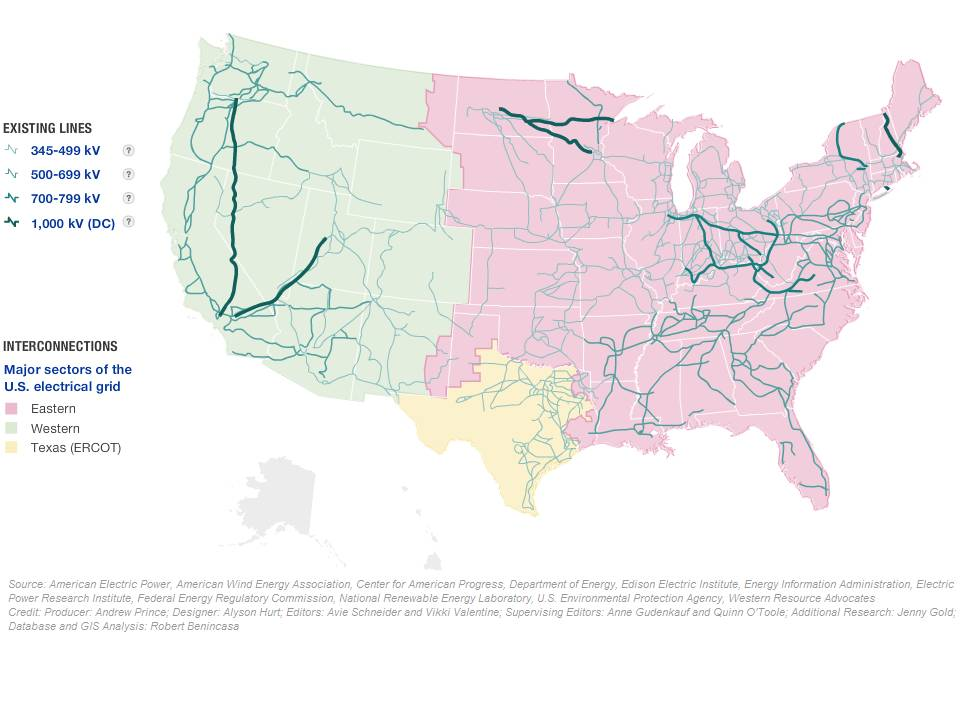 EXISTING LINES
345-499 kV ?
500-699 kV ?
700-799 kV ?
1,000 kV (DC) ?
INTERCONNECTIONS
Major sectors of the
U.S. electrical grid
Eastern
Western
Texas (ERCOT)
Source: American Electric Power, American Wind Energy Association, Center for American Progress, Department of Energy, Edison Electric Institute, Energy Information Administration, Electric
Power Research Institute, Federal Energy Regulatory Commission, National Renewable Energy Laboratory, U.S. Environmental Protection Agency, Western Resource Advocates
Credit: Producer: Andrew Prince; Designer: Alyson Hurt; Editors: Avie Schneider and Vikki Valentine; Supervising Editors: Anne Gudenkauf and Quinn O'Toole; Additional Research: Jenny Gold;
Database and GIS Analysis: Robert Benincasa